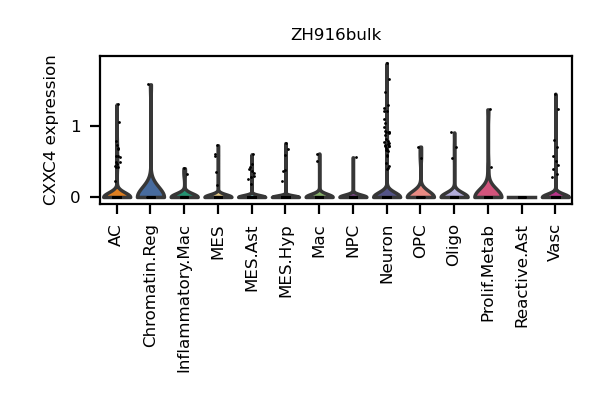 ZH916bulk
CXXC4 expression
1
0
AC
Chromatin.Reg
Inflammatory.Mac
MES
MES.Ast
MES.Hyp
Mac
NPC
Neuron
OPC
Oligo
Prolif.Metab
Reactive.Ast
Vasc